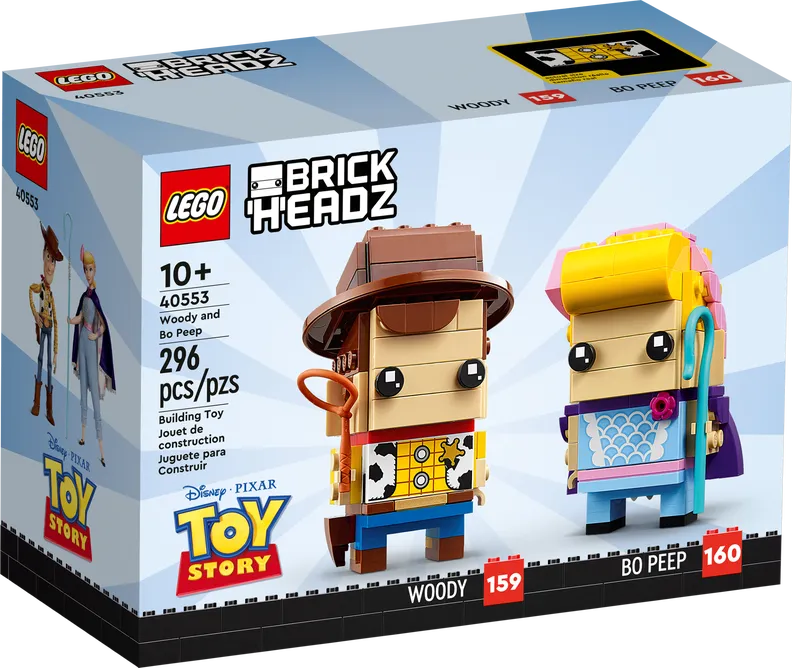 LEGO
BRICK
HEADZ
40553
WOODY 159
BO PEEP 160
LEGO
40553
Disney · PIXAR
TOY
STORY
LEGO
BRICK
HEADZ
10+
40553
Woody and
Bo Peep
296
pcs/pzs
Building Toy
Jouet de
construction
Juguete para
Construir
Disney · PIXAR
TOY
STORY
WOODY 159
BO PEEP 160